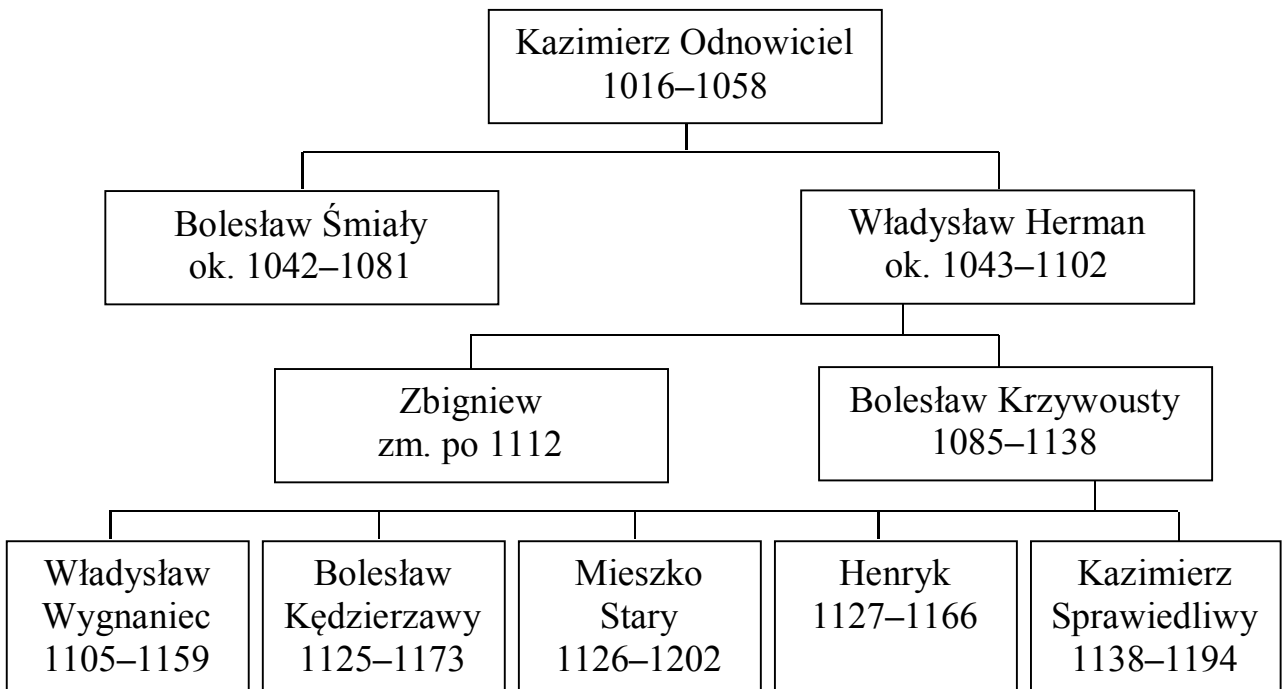 Kazimierz Odnowiciel
1016–1058
Bolesław Śmiały
ok. 1042–1081
Władysław Herman
ok. 1043–1102
Zbigniew
zm. po 1112
Bolesław Krzywousty
1085–1138
Władysław
Wygnaniec
1105–1159
Bolesław
Kędzierzawy
1125–1173
Mieszko
Stary
1126–1202
Henryk
1127–1166
Kazimierz
Sprawiedliwy
1138–1194